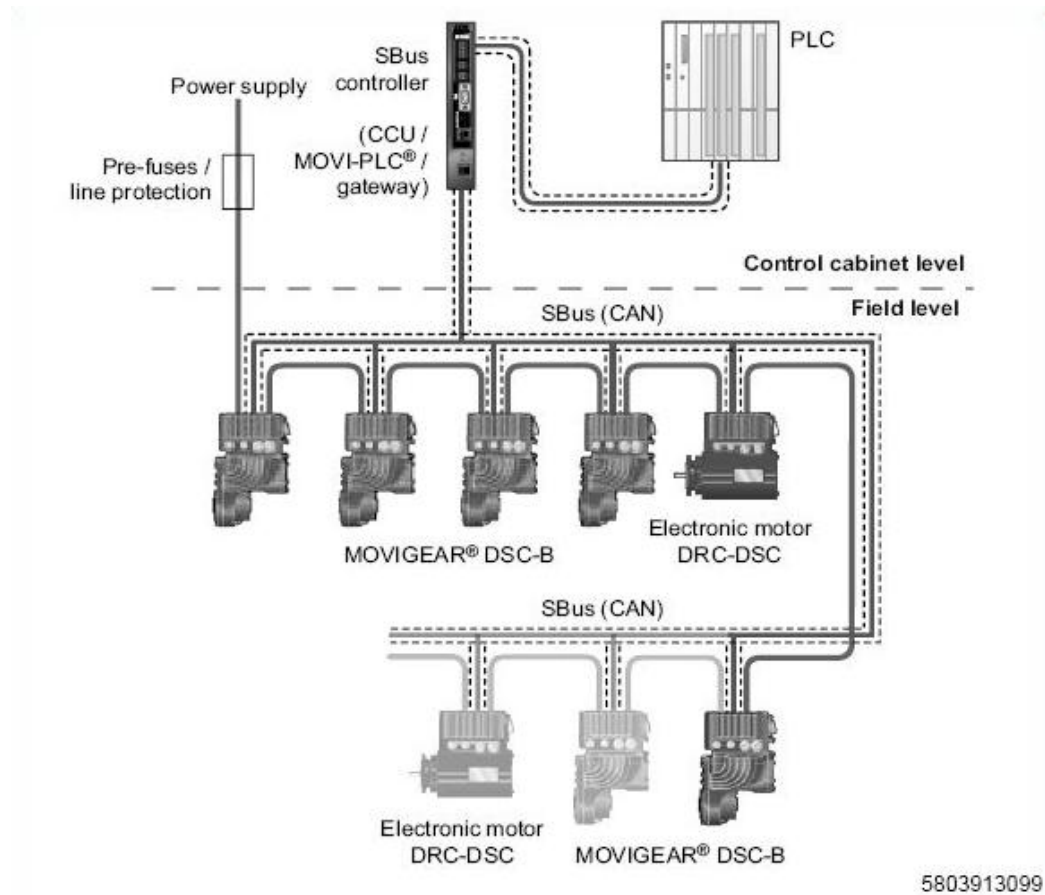 PLC
SBus
controller
Power supply
(CCU /
MOVI-PLC® /
gateway)
Pre-fuses /
line protection
Control cabinet level
Field level
SBus (CAN)
Electronic motor
DRC-DSC
MOVIGEAR® DSC-B
SBus (CAN)
Electronic motor
DRC-DSC
MOVIGEAR® DSC-B
5803913099